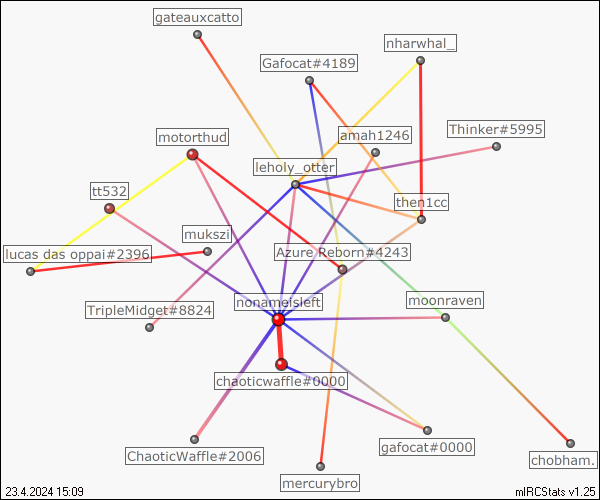 gateauxcatto
nharwhal_
Gafocat#4189
Thinker#5995
amah1246
motorthud
leholy_otter
tt532
then1cc
mukszi
lucas das oppai#2396
Azure Reborn#4243
nonameisleft
moonraven
TripleMidget#8824
chaoticwaffle#0000
gafocat#0000
ChaoticWaffle#2006
chobham.
mercurybro
23.4.2024 15:09
mIRCStats v1.25